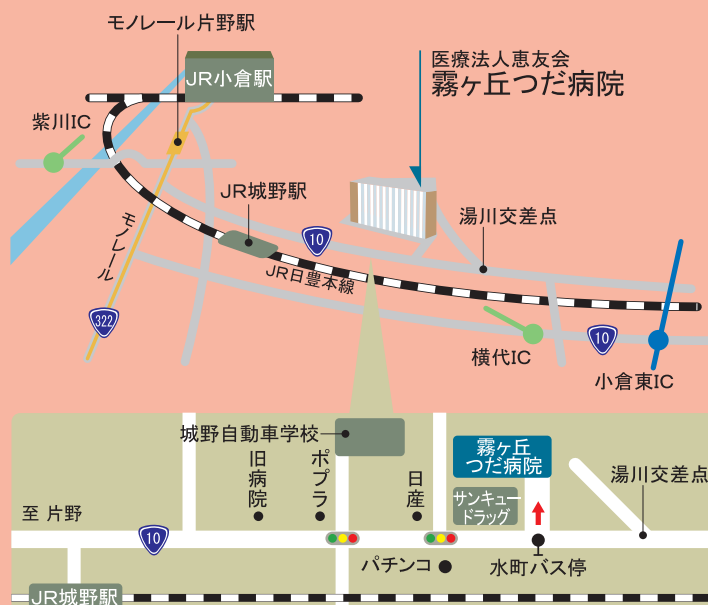 モノレール片野駅
JR小倉駅
医療法人恵友会
霧ヶ丘つだ病院
紫川IC
JR城野駅
湯川交差点
10
モノレール
JR日豊本線
322
横代IC
10
小倉東IC
城野自動車学校
旧病院
ポプラ
日産
霧ヶ丘
つだ病院
サンキュー
ドラッグ
湯川交差点
至 片野
10
パチンコ
水町バス停
JR城野駅